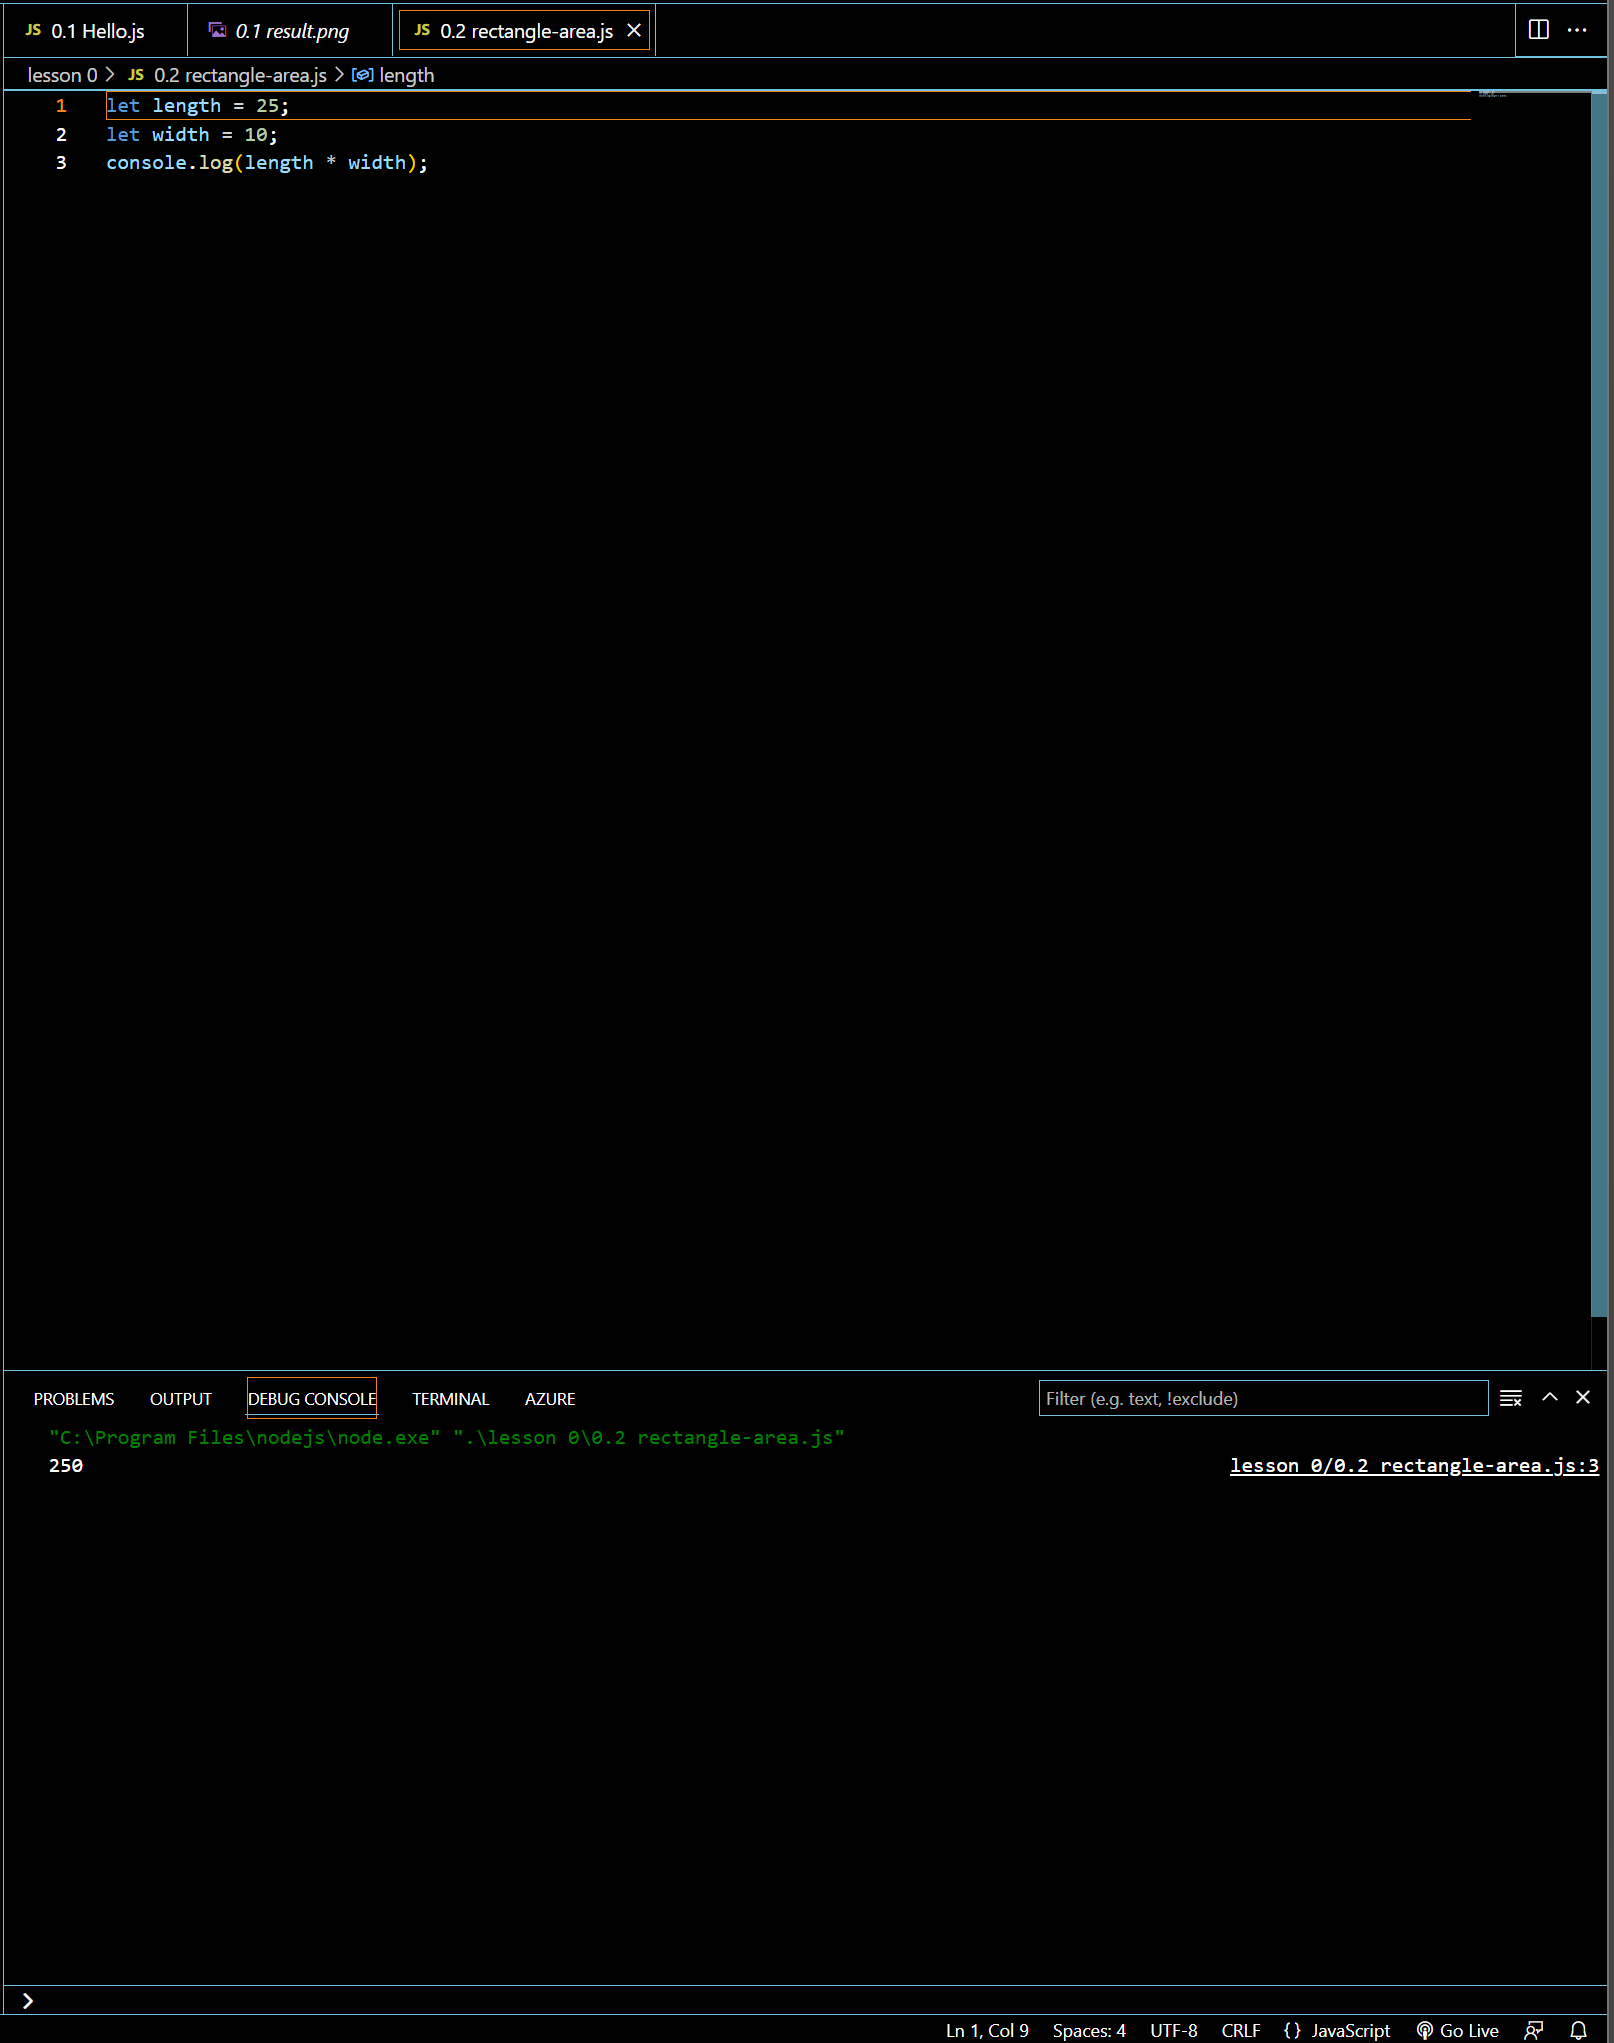 JS 0.1 Hello.js 0.1 result.png JS 0.2 rectangle-area.js
lesson 0 > JS 0.2 rectangle-area.js > length
1 let length = 25;
2 let width = 10;
3 console.log(length * width);
PROBLEMS OUTPUT DEBUG CONSOLE TERMINAL AZURE Filter (e.g. text, !exclude)
"C:\Program Files\nodejs\node.exe" ".\lesson 0\0.2 rectangle-area.js"
250 lesson 0/0.2 rectangle-area.js:3
>
Ln 1, Col 9 Spaces: 4 UTF-8 CRLF {} JavaScript Go Live